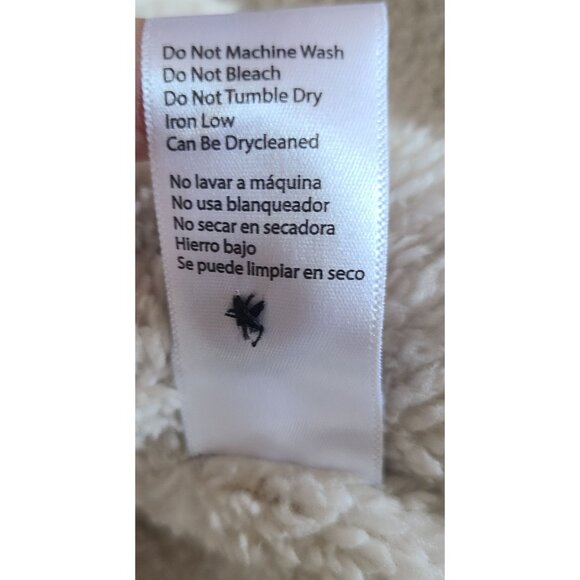 Do Not Machine Wash
Do Not Bleach
Do Not Tumble Dry
Iron Low
Can Be Drycleaned
No lavar a máquina
No usa blanqueador
No secar en secadora
Hierro bajo
Se puede limpiar en seco